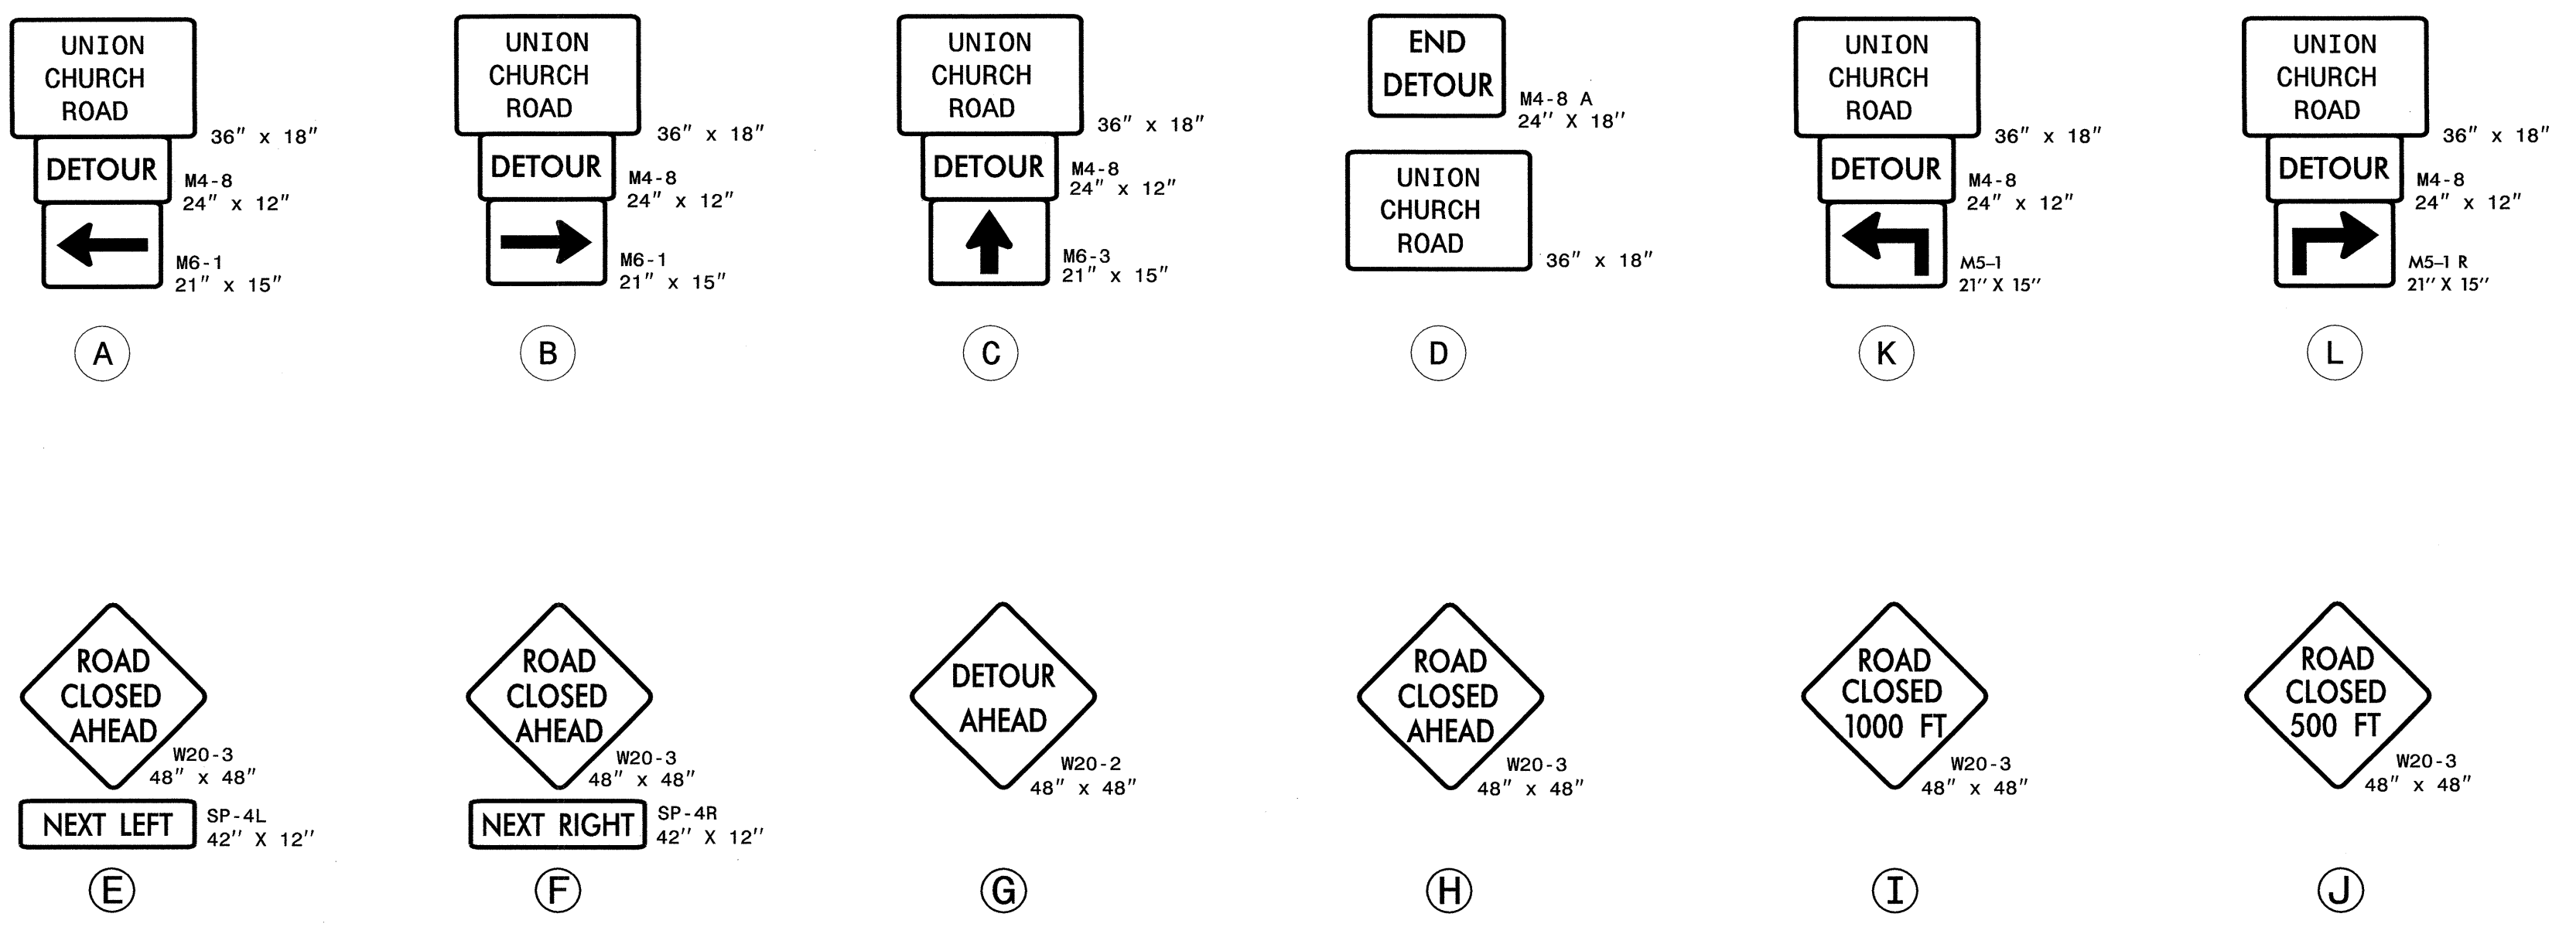 UNION
CHURCH
ROAD
36" x 18"
DETOUR
M4-8
24" x 12"
M6-1
21" x 15"
A
UNION
CHURCH
ROAD
36" x 18"
DETOUR
M4-8
24" x 12"
M6-1
21" x 15"
B
UNION
CHURCH
ROAD
36" x 18"
DETOUR
M4-8
24" x 12"
M6-3
21" x 15"
C
END
DETOUR
M4-8 A
24" X 18"
UNION
CHURCH
ROAD
36" x 18"
D
UNION
CHURCH
ROAD
36" x 18"
DETOUR
M4-8
24" x 12"
M5-1
21" X 15"
K
UNION
CHURCH
ROAD
36" x 18"
DETOUR
M4-8
24" x 12"
M5-1 R
21" X 15"
L
ROAD
CLOSED
AHEAD
W20-3
48" x 48"
NEXT LEFT
SP-4L
42" X 12"
E
ROAD
CLOSED
AHEAD
W20-3
48" x 48"
NEXT RIGHT
SP-4R
42" X 12"
F
DETOUR
AHEAD
W20-2
48" x 48"
G
ROAD
CLOSED
AHEAD
W20-3
48" x 48"
H
ROAD
CLOSED
1000 FT
W20-3
48" x 48"
I
ROAD
CLOSED
500 FT
W20-3
48" x 48"
J